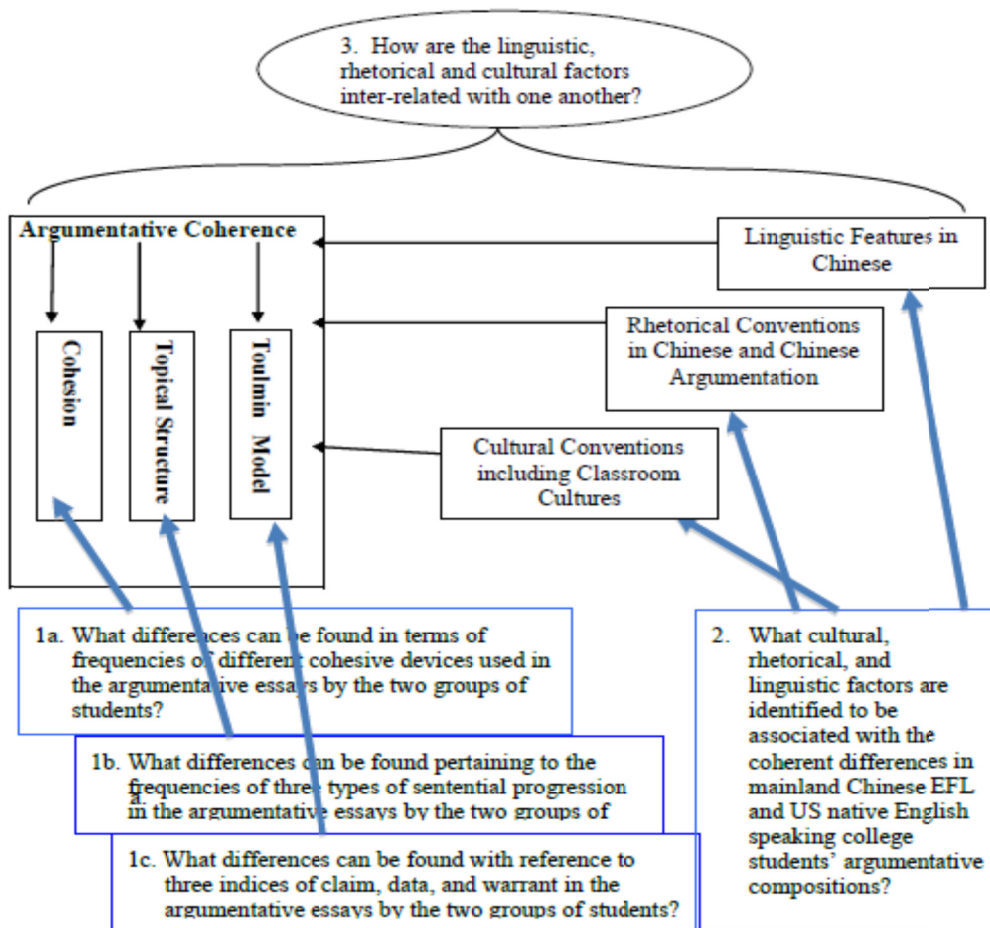 3. How are the linguistic,
rhetorical and cultural factors
inter-related with one another?
Argumentative Coherence
Cohesion
Topical Structure
Toulmin Model
Linguistic Features in
Chinese
Rhetorical Conventions
in Chinese and Chinese
Argumentation
Cultural Conventions
including Classroom
Cultures
1a. What differences can be found in terms of
frequencies of different cohesive devices used in
the argumentative essays by the two groups of
students?
1b. What differences can be found pertaining to the
frequencies of three types of sentential progression
a.
in the argumentative essays by the two groups of
1c. What differences can be found with reference to
three indices of claim, data, and warrant in the
argumentative essays by the two groups of students?
2. What cultural,
rhetorical, and
linguistic factors are
identified to be
associated with the
coherent differences in
mainland Chinese EFL
and US native English
speaking college
students’ argumentative
compositions?